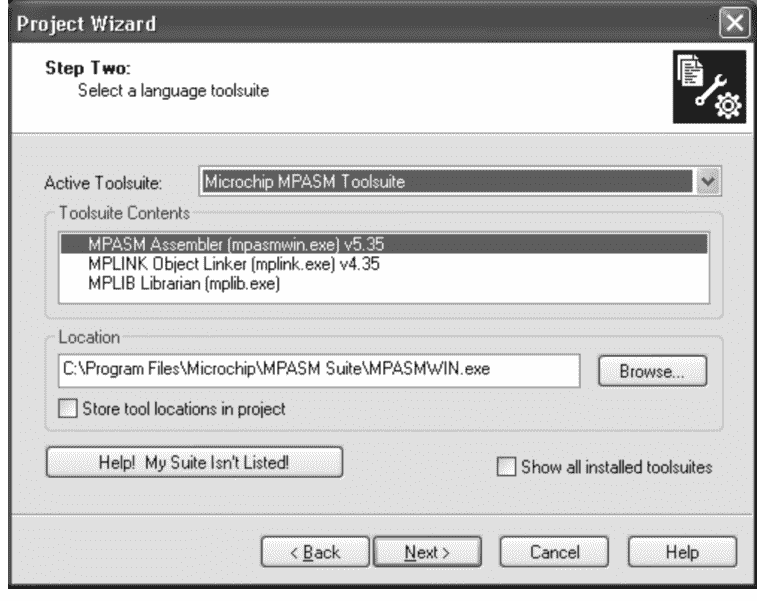 Project Wizard
Step Two:
Select a language toolsuite
Active Toolsuite: Microchip MPASM Toolsuite
Toolsuite Contents
MPASM Assembler (mpasmwin.exe) v5.35
MPLINK Object Linker (mplink.exe) v4.35
MPLIB Librarian (mplib.exe)
Location
C:\Program Files\Microchip\MPASM Suite\MPASMWIN.exe Browse...
Store tool locations in project
Help! My Suite Isn't Listed! Show all installed toolsuites
< Back Next > Cancel Help